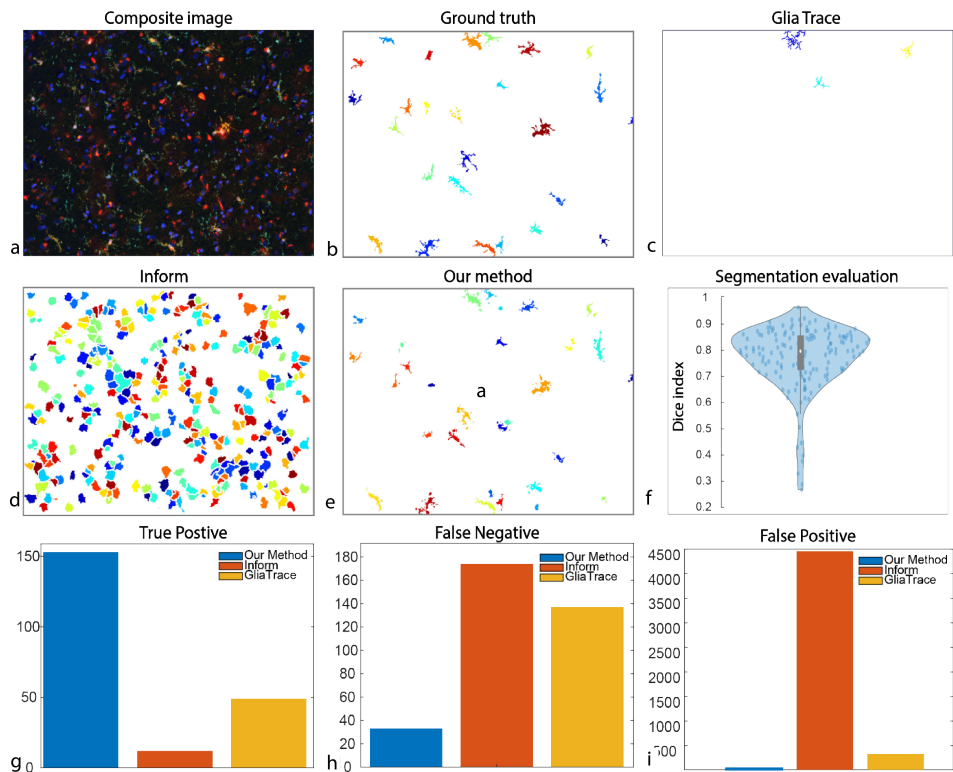 Composite image
Ground truth
Glia Trace
a
b
c
Inform
Our method
Segmentation evaluation
d
a
e
Dice index
1
0.9
0.8
0.7
0.6
0.5
0.4
0.3
0.2
f
True Postive
False Negative
False Positive
150
100
50
0
Our Method
Inform
GliaTrace
g
180
160
140
120
100
80
60
40
20
0
Our Method
Inform
GliaTrace
h
4500
4000
3500
3000
2500
2000
1500
1000
500
Our Method
Inform
GliaTrace
i